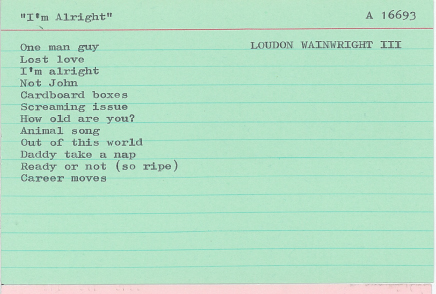 "I'm Alright" A 16693
One man guy LOUDON WAINWRIGHT III
Lost love
I'm alright
Not John
Cardboard boxes
Screaming issue
How old are you?
Animal song
Out of this world
Daddy take a nap
Ready or not (so ripe)
Career moves